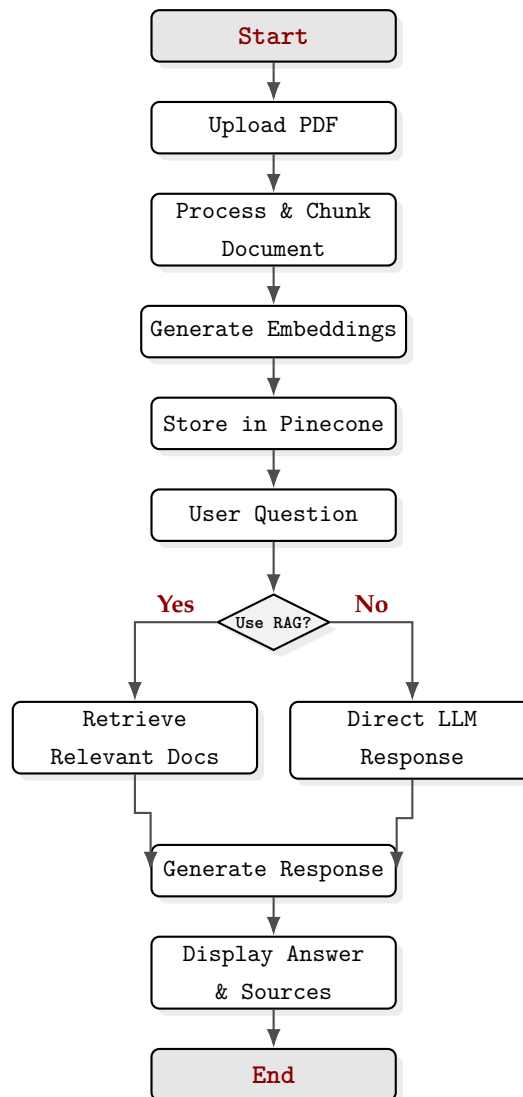 Start
Upload PDF
Process & Chunk
Document
Generate Embeddings
Store in Pinecone
User Question
Yes
Use RAG?
No
Retrieve
Relevant Docs
Direct LLM
Response
Generate Response
Display Answer
& Sources
End